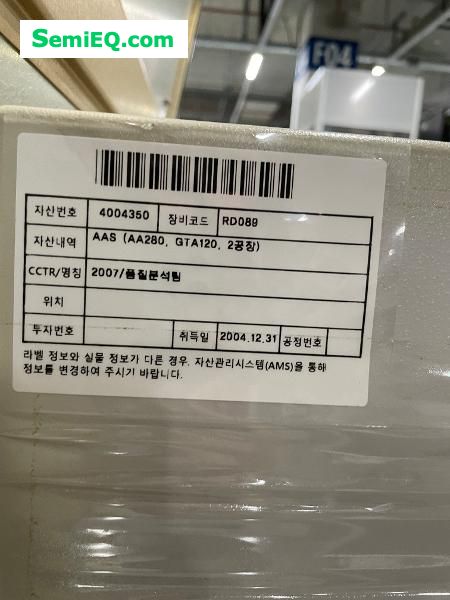 SemiEQ.com
F04
자산번호 4004350 장비코드 RD089
자산내역 AAS (AA280, GTA120, 2공장)
CCTR/명칭 2007/품질분석팀
위치
투자번호 취득일 2004.12.31 공정번호
라벨 정보와 실물 정보가 다른 경우, 자산관리시스템(AMS)을 통해
정보를 변경하여 주시기 바랍니다.